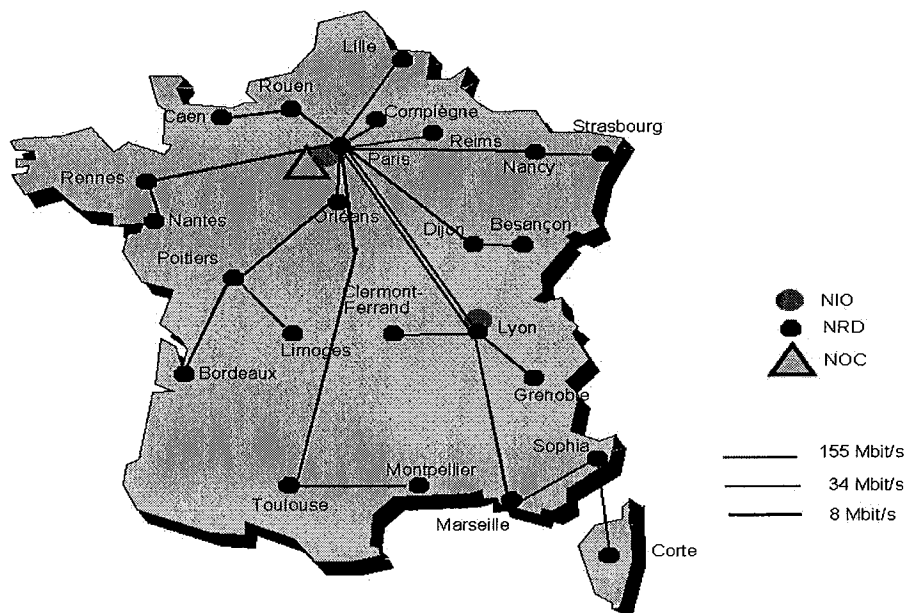 Lille
Rouen
Caen
Compiègne
Reims
Strasbourg
Paris
Nancy
Rennes
Nantes
Orléans
Dijon
Besançon
Poitiers
Clermont-
Ferrand
Lyon
Limoges
Bordeaux
Grenoble
Sophia
Montpellier
Toulouse
Marseille
Corte
NIO
NRD
NOC
155 Mbit/s
34 Mbit/s
8 Mbit/s